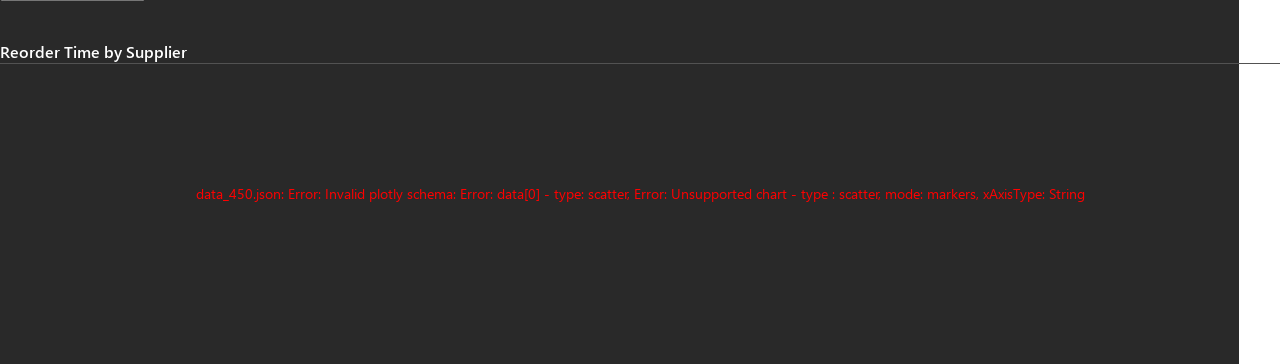 Reorder Time by Supplier
data_450.json: Error: Invalid plotly schema: Error: data[0] - type: scatter, Error: Unsupported chart - type : scatter, mode: markers, xAxisType: String